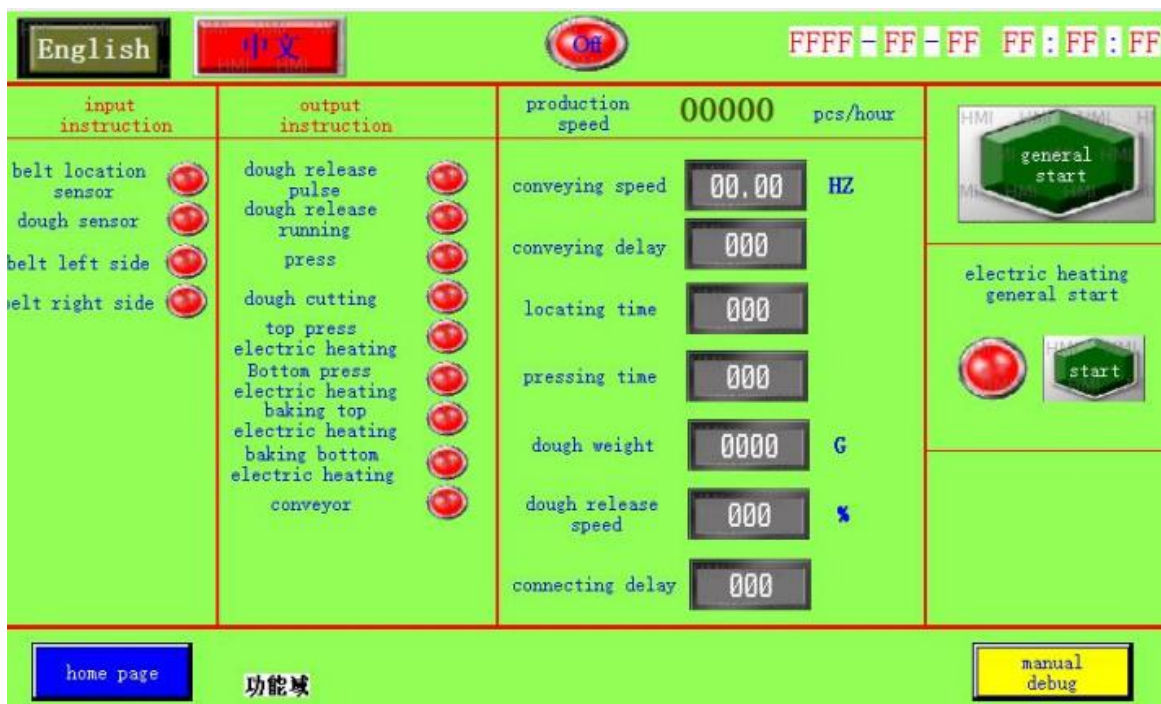 English
中文
Off
FFFF-FF-FF FF:FF:FF
input
instruction
belt location
sensor
dough sensor
belt left side
belt right side
output
instruction
dough release
pulse
dough release
running
press
dough cutting
top press
electric heating
Bottom press
electric heating
baking top
electric heating
baking bottom
electric heating
conveyor
production
speed
00000 pcs/hour
conveying speed 00.00 HZ
conveying delay 000
locating time 000
pressing time 000
dough weight 0000 G
dough release
speed
000 %
connecting delay 000
general
start
electric heating
general start
start
home page
功能域
manual
debug